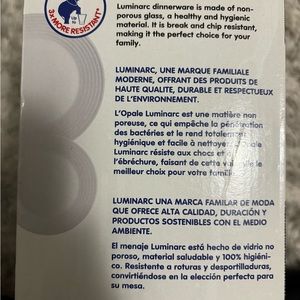 3x MORE RESISTANT*
Luminarc dinnerware is made of non-
porous glass, a healthy and hygienic
material. It is break and chip resistant,
making it the perfect choice for your
family.
LUMINARC, UNE MARQUE FAMILIALE
MODERNE, OFFRANT DES PRODUITS DE
HAUTE QUALITE, DURABLE ET RESPECTUEUX
DE L'ENVIRONNEMENT.
L'Opale Luminarc est une matière non
poreuse, ce qui empêche la pénétration
des bactéries et le rend totalement
hygiénique et facile à nettoyer
Luminarc résiste aux chocs et
l'ébréchure, faisant de cette
meilleur choix pour votre famil
LUMINARC UNA MARCA FAMILAR DE MODA
QUE OFRECE ALTA CALIDAD, DURACIÓN Y
PRODUCTOS SOSTENIBLES CON EL MEDIO
AMBIENTE.
El menaje Luminarc está hecho de vidrio no
poroso, material saludable y 100% higiéni-
co. Resistente a roturas y desportilladuras,
convirtiéndose en la elección perfecta para
su mesa.